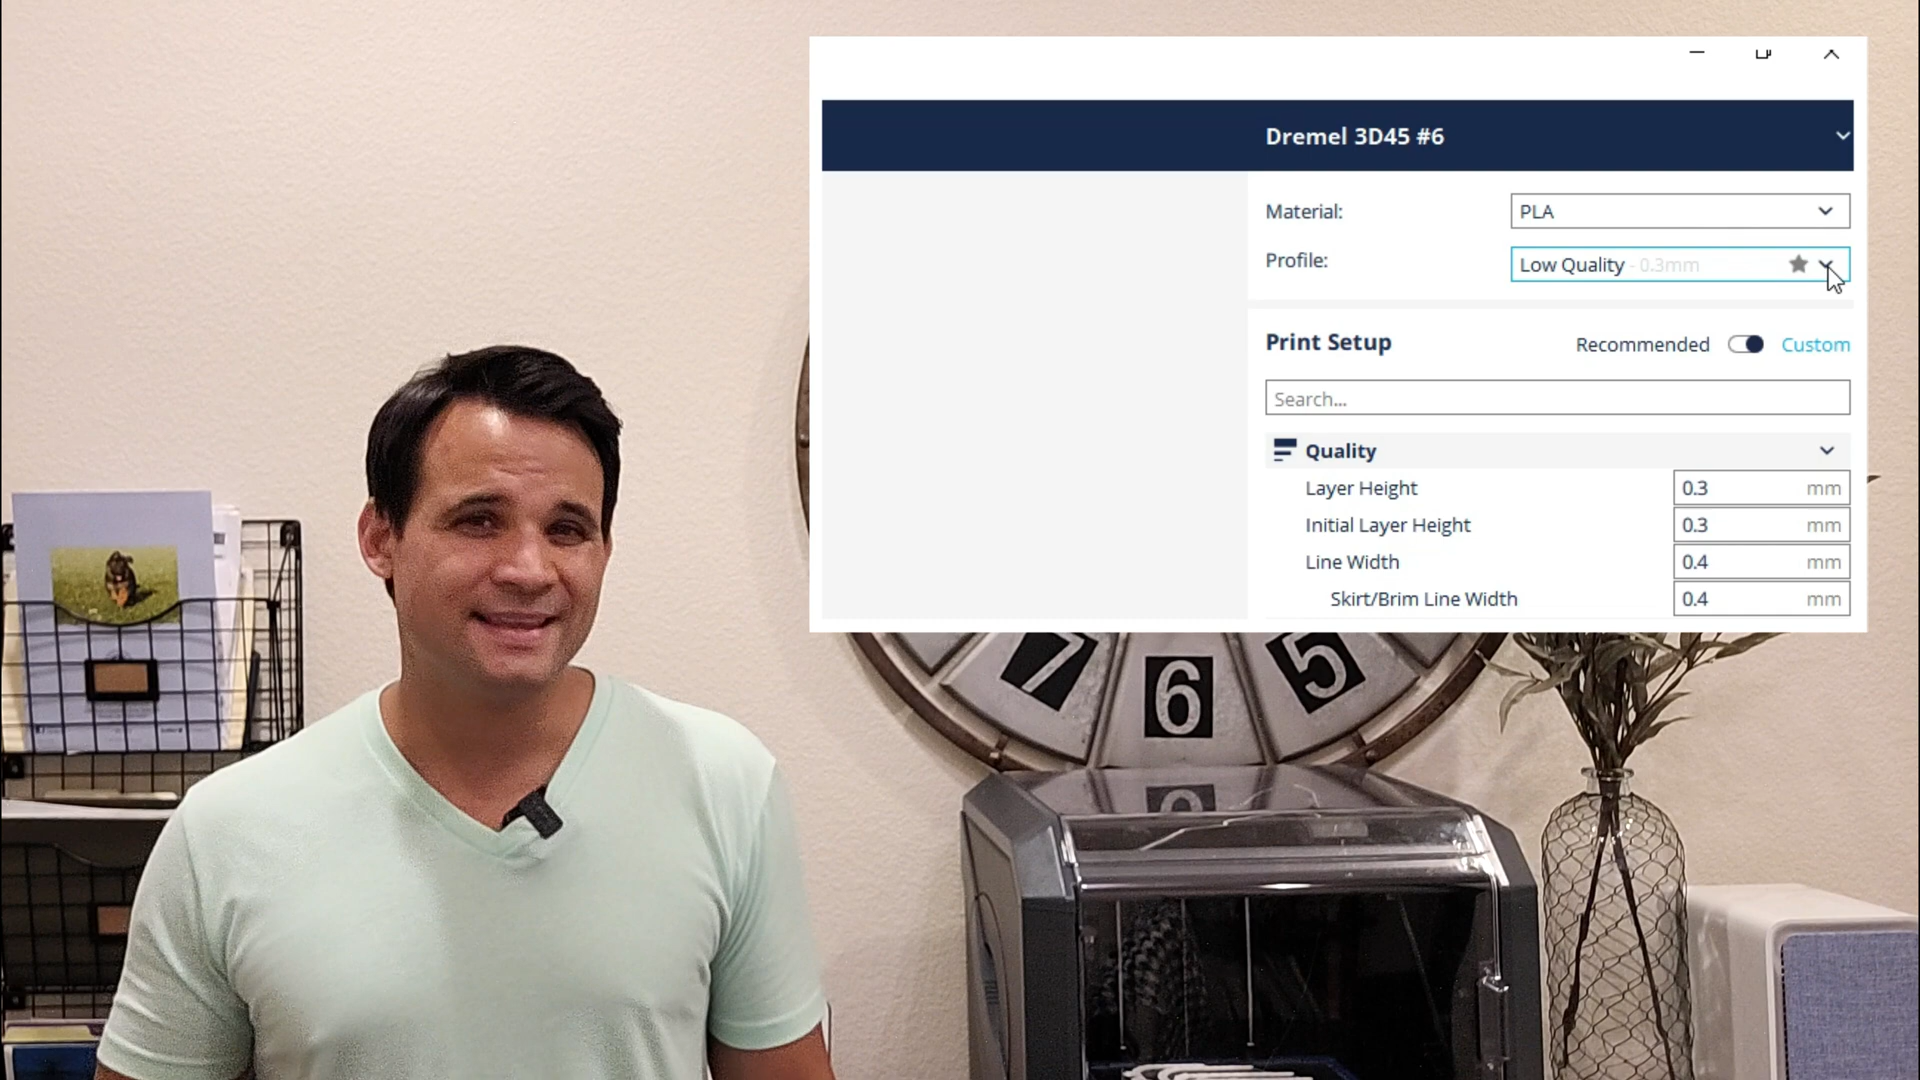 Dremel 3D45 #6
Material: PLA
Profile: Low Quality - 0.3mm
Print Setup Recommended Custom
Search...
Quality
Layer Height 0.3 mm
Initial Layer Height 0.3 mm
Line Width 0.4 mm
Skirt/Brim Line Width 0.4 mm
7 6 5